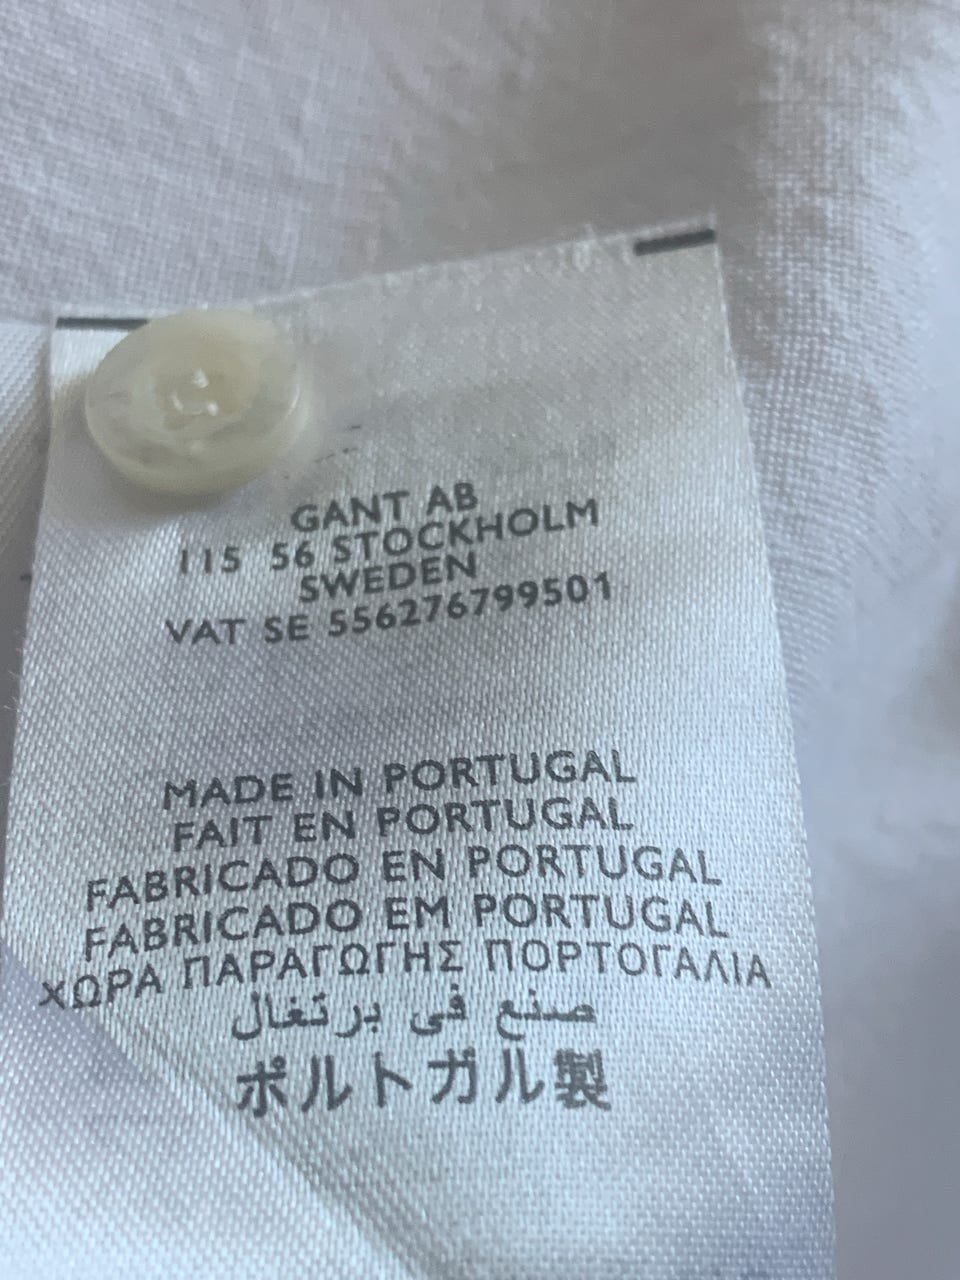 GANT AB
115 56 STOCKHOLM
SWEDEN
VAT SE 556276799501
MADE IN PORTUGAL
FAIT EN PORTUGAL
FABRICADO EN PORTUGAL
FABRICADO EM PORTUGAL
ΧΩΡΑ ΠΑΡΑΓΩΓΗΣ ΠΟΡΤΟΓΑΛΙΑ
صنع في برتغال
ポルトガル製